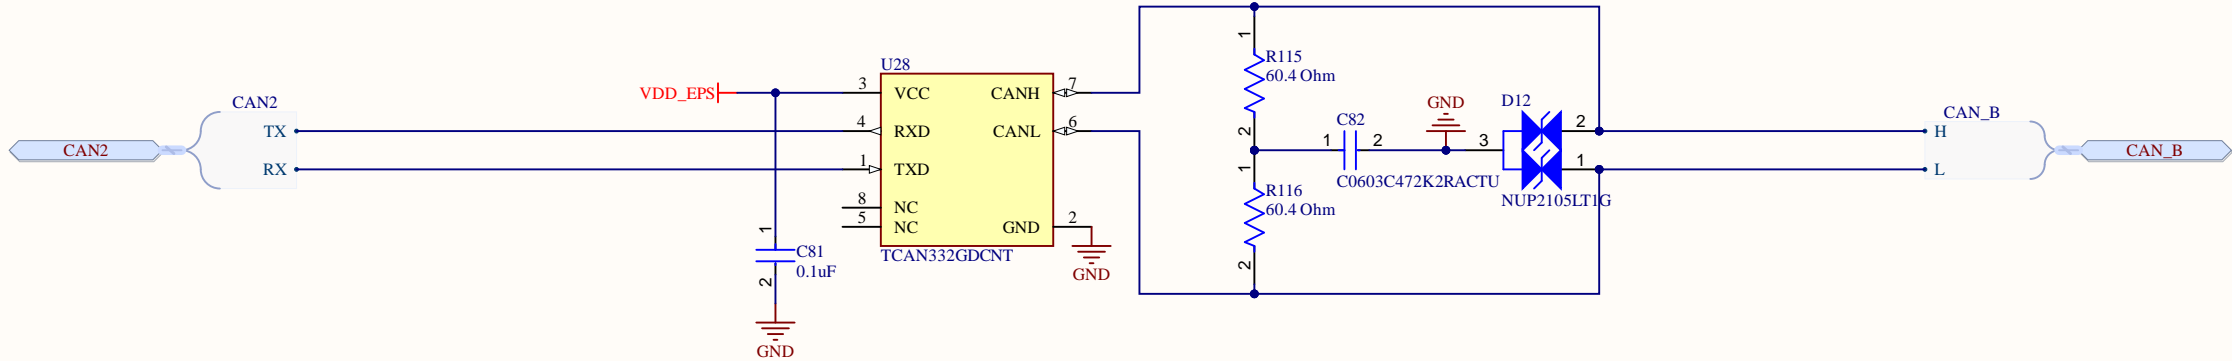 CAN2
CAN2
TX
RX
VDD_EPS
1
C81
0.1uF
2
GND
U28
3
VCC
4
RXD
1
TXD
8
NC
5
NC
CANH
7
CANL
6
GND
2
TCAN332GDCNT
GND
1
R115
60.4 Ohm
2
1
R116
60.4 Ohm
2
C82
1
2
C0603C472K2RACTU
GND
D12
3
2
1
NUP2105LT1G
CAN_B
H
L
CAN_B